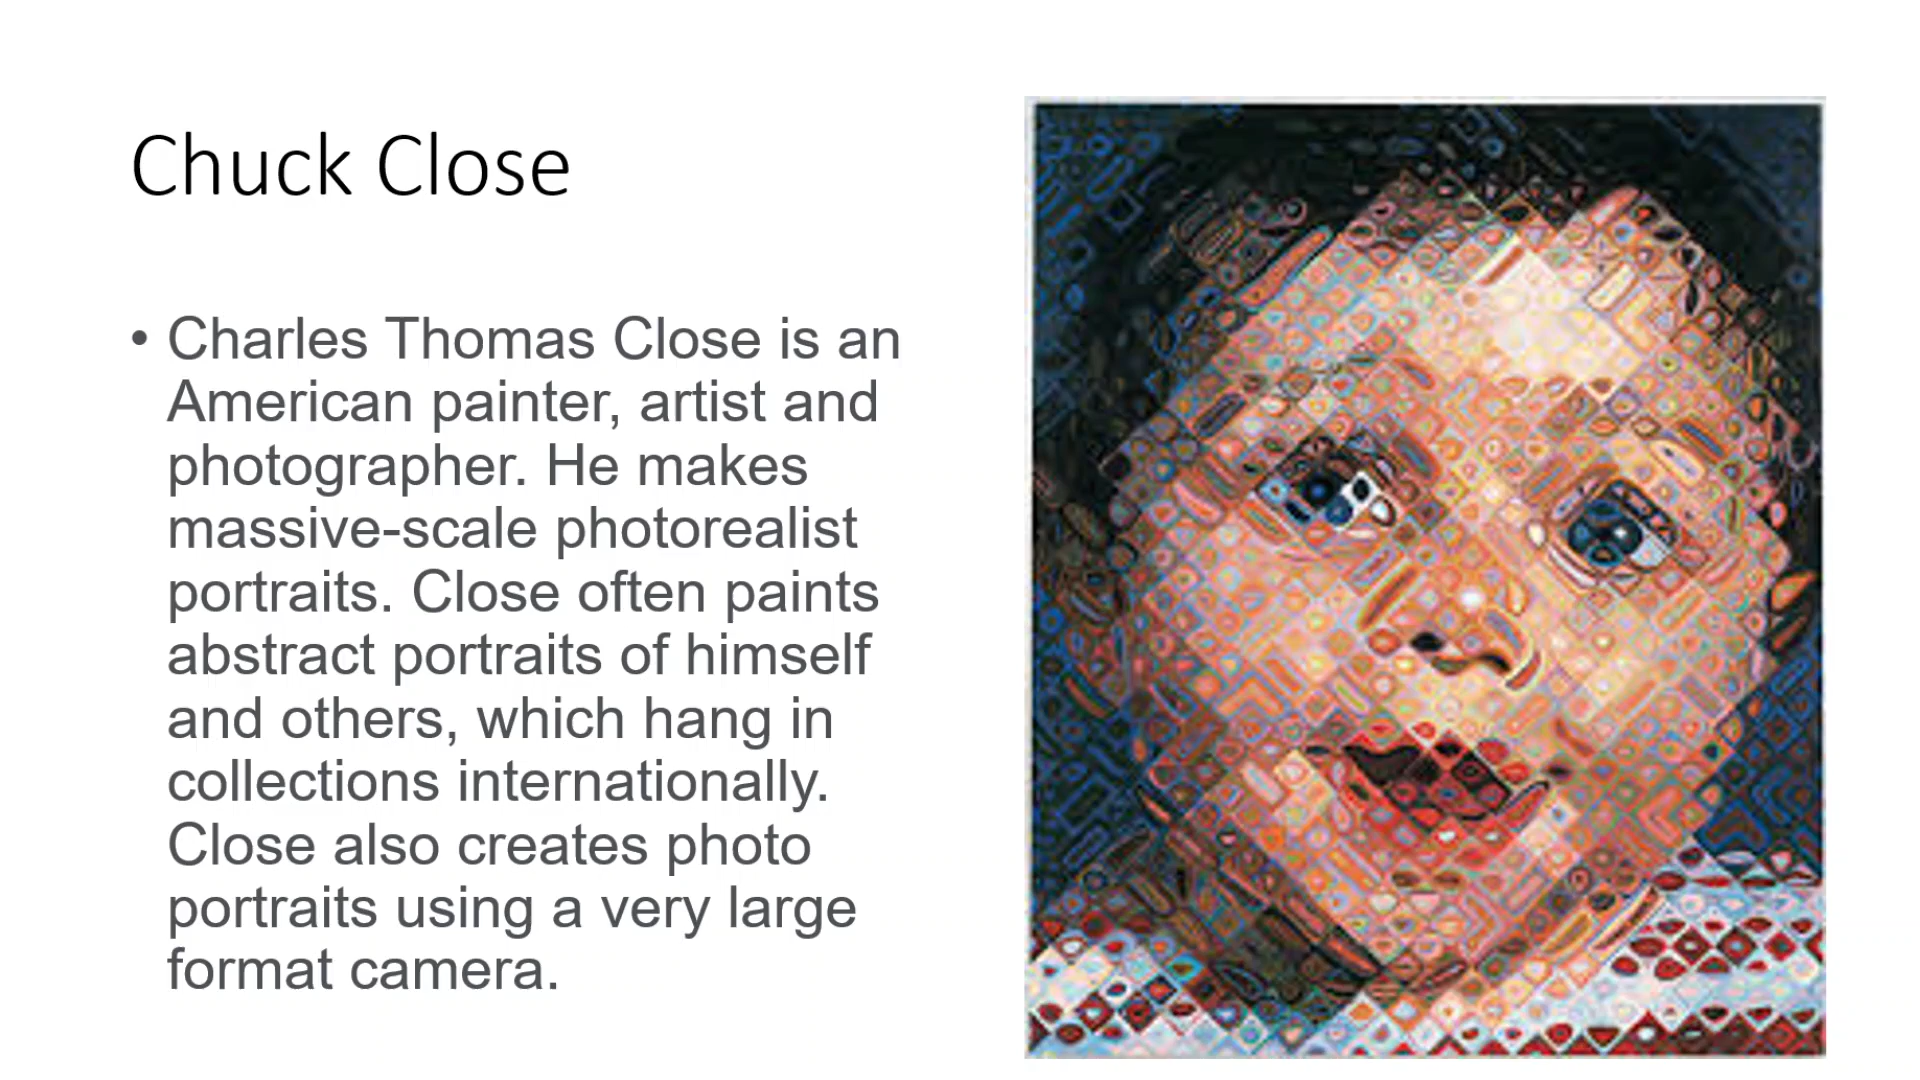 Chuck Close
• Charles Thomas Close is an
American painter, artist and
photographer. He makes
massive-scale photorealist
portraits. Close often paints
abstract portraits of himself
and others, which hang in
collections internationally.
Close also creates photo
portraits using a very large
format camera.